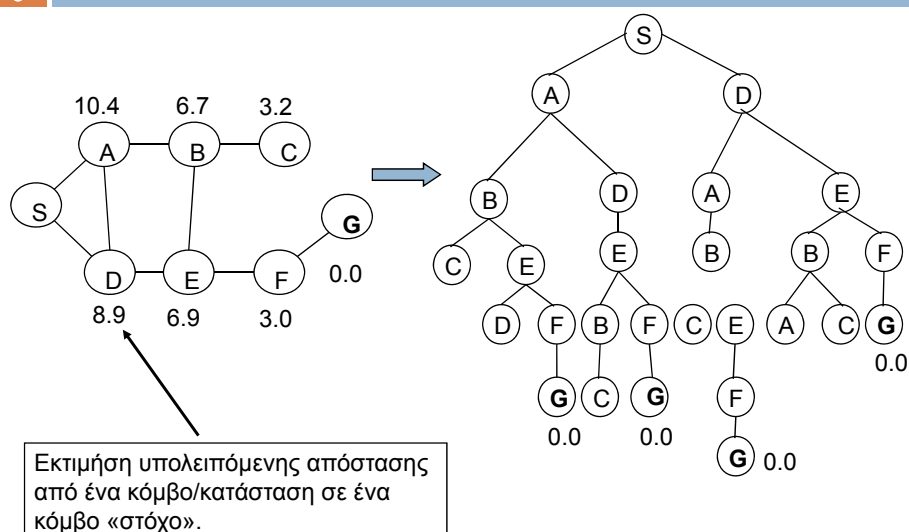 S
A D
10.4 6.7 3.2
A B C
B D A E
S G
C E E B B F
D E F 0.0
8.9 6.9 3.0
D F B F C E A C G
0.0
G C G F
0.0 0.0
G 0.0
Εκτιμήση υπολειπόμενης απόστασης
από ένα κόμβο/κατάσταση σε ένα
κόμβο «στόχο».